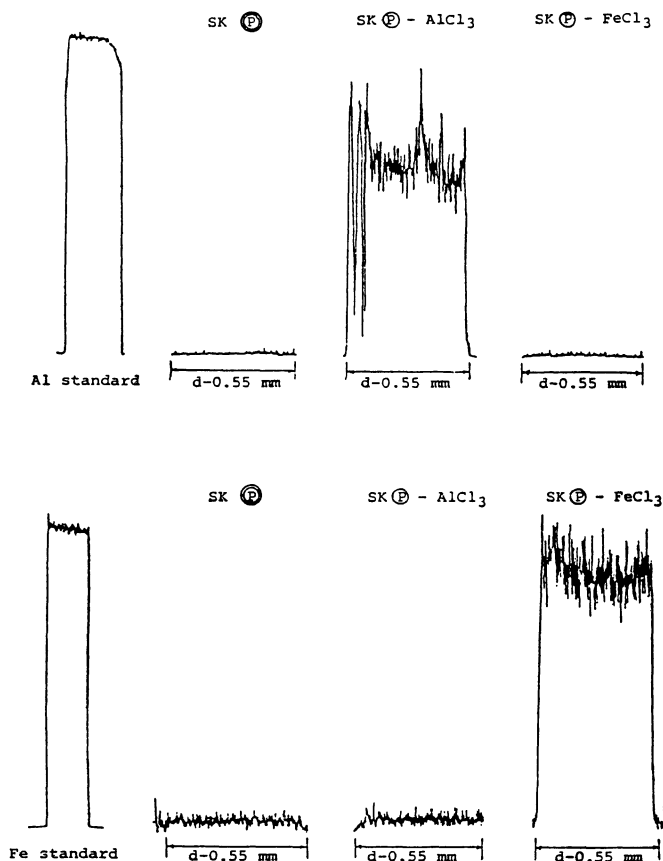 SK Ⓟ
SK Ⓟ - AlCl3
SK Ⓟ - FeCl3
Al standard
d-0.55 mm
d-0.55 mm
d-0.55 mm
SK Ⓟ
SK Ⓟ - AlCl3
SK Ⓟ - FeCl3
Fe standard
d-0.55 mm
d-0.55 mm
d-0.55 mm